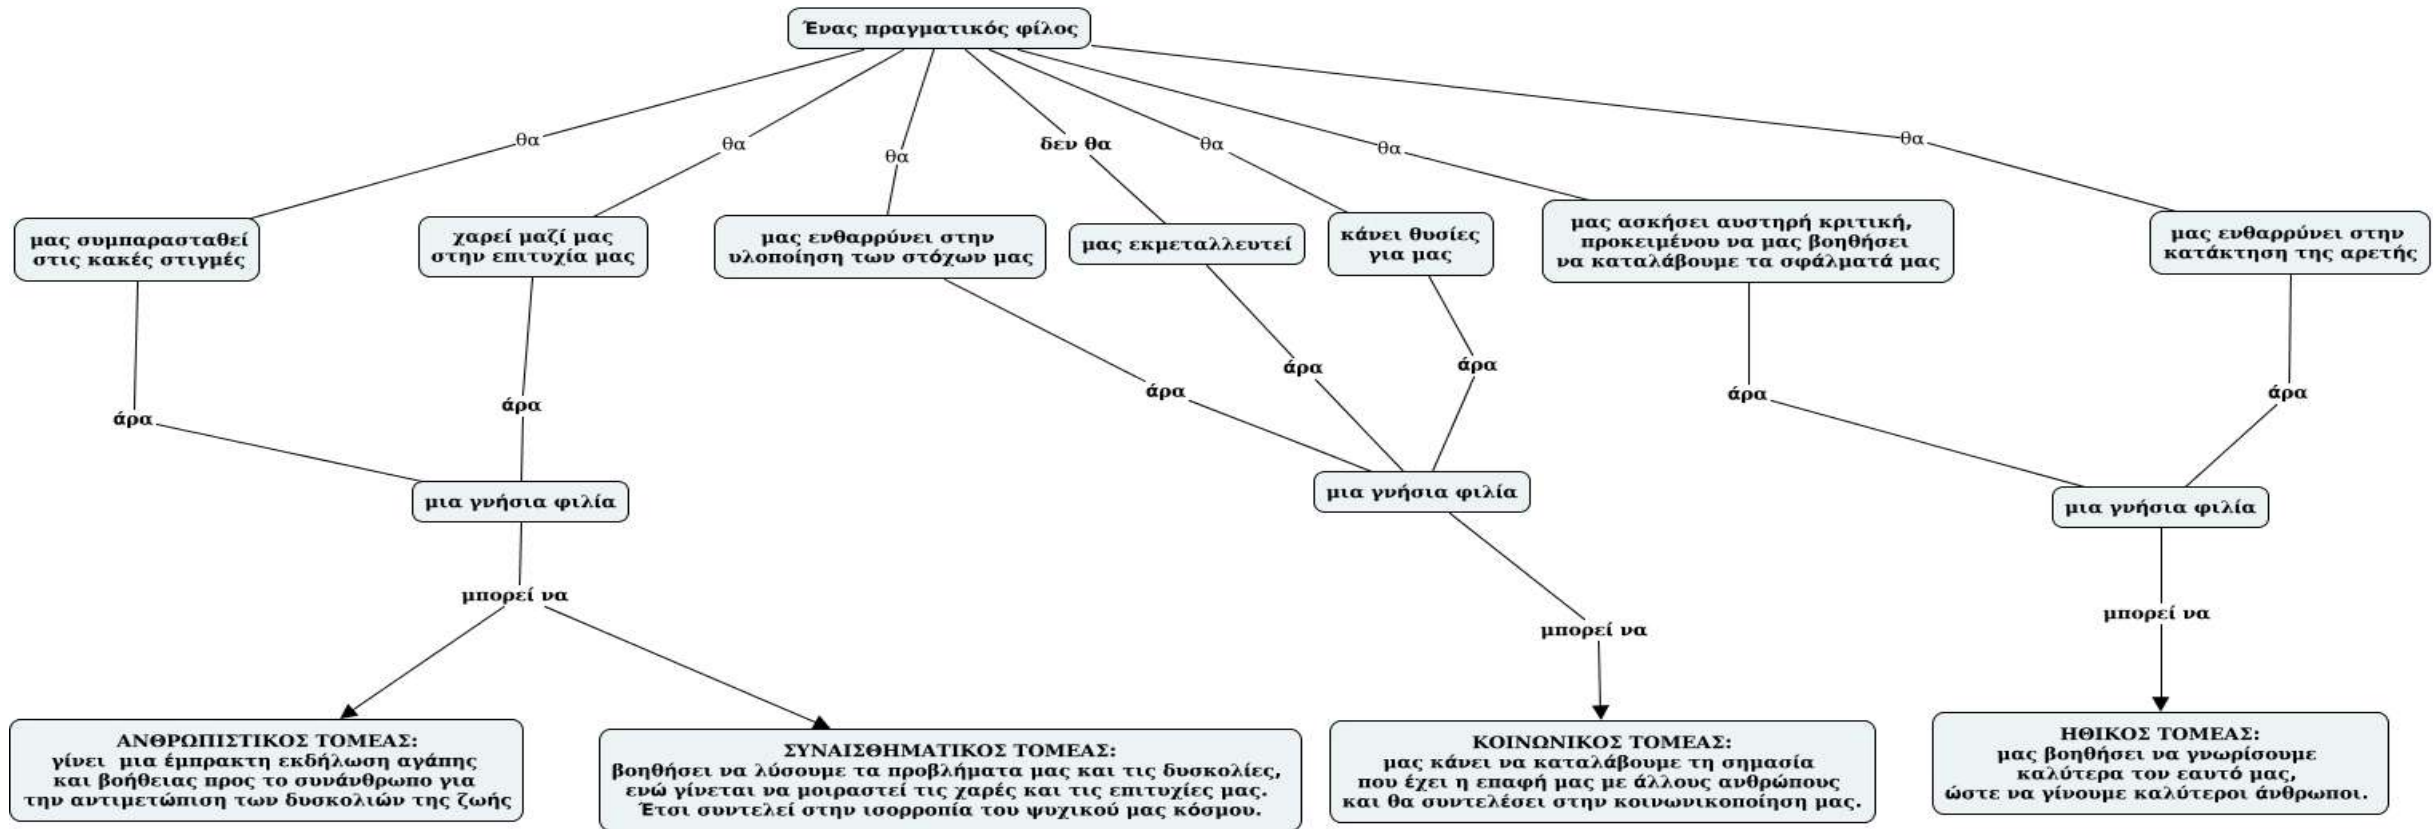 Ένας πραγματικός φίλος
θα
θα
θα
δεν θα
θα
θα
θα
μας συμπαρασταθεί
στις κακές στιγμές
χαρεί μαζί μας
στην επιτυχία μας
μας ενθαρρύνει στην
υλοποίηση των στόχων μας
μας εκμεταλλευτεί
κάνει θυσίες
για μας
μας ασκήσει αυστηρή κριτική,
προκειμένου να μας βοηθήσει
να καταλάβουμε τα σφάλματά μας
μας ενθαρρύνει στην
κατάκτηση της αρετής
άρα
άρα
άρα
άρα
άρα
άρα
άρα
μια γνήσια φιλία
μια γνήσια φιλία
μια γνήσια φιλία
μπορεί να
μπορεί να
μπορεί να
ΑΝΘΡΩΠΙΣΤΙΚΟΣ ΤΟΜΕΑΣ:
γίνει μια έμπρακτη εκδήλωση αγάπης
και βοήθειας προς το συνάνθρωπο για
την αντιμετώπιση των δυσκολιών της ζωής
ΣΥΝΑΙΣΘΗΜΑΤΙΚΟΣ ΤΟΜΕΑΣ:
βοηθήσει να λύσουμε τα προβλήματα μας και τις δυσκολίες,
ενώ γίνεται να μοιραστεί τις χαρές και τις επιτυχίες μας.
Έτσι συντελεί στην ισορροπία του ψυχικού μας κόσμου.
ΚΟΙΝΩΝΙΚΟΣ ΤΟΜΕΑΣ:
μας κάνει να καταλάβουμε τη σημασία
που έχει η επαφή μας με άλλους ανθρώπους
και θα συντελέσει στην κοινωνικοποίηση μας.
ΗΘΙΚΟΣ ΤΟΜΕΑΣ:
μας βοηθήσει να γνωρίσουμε
καλύτερα τον εαυτό μας,
ώστε να γίνουμε καλύτεροι άνθρωποι.